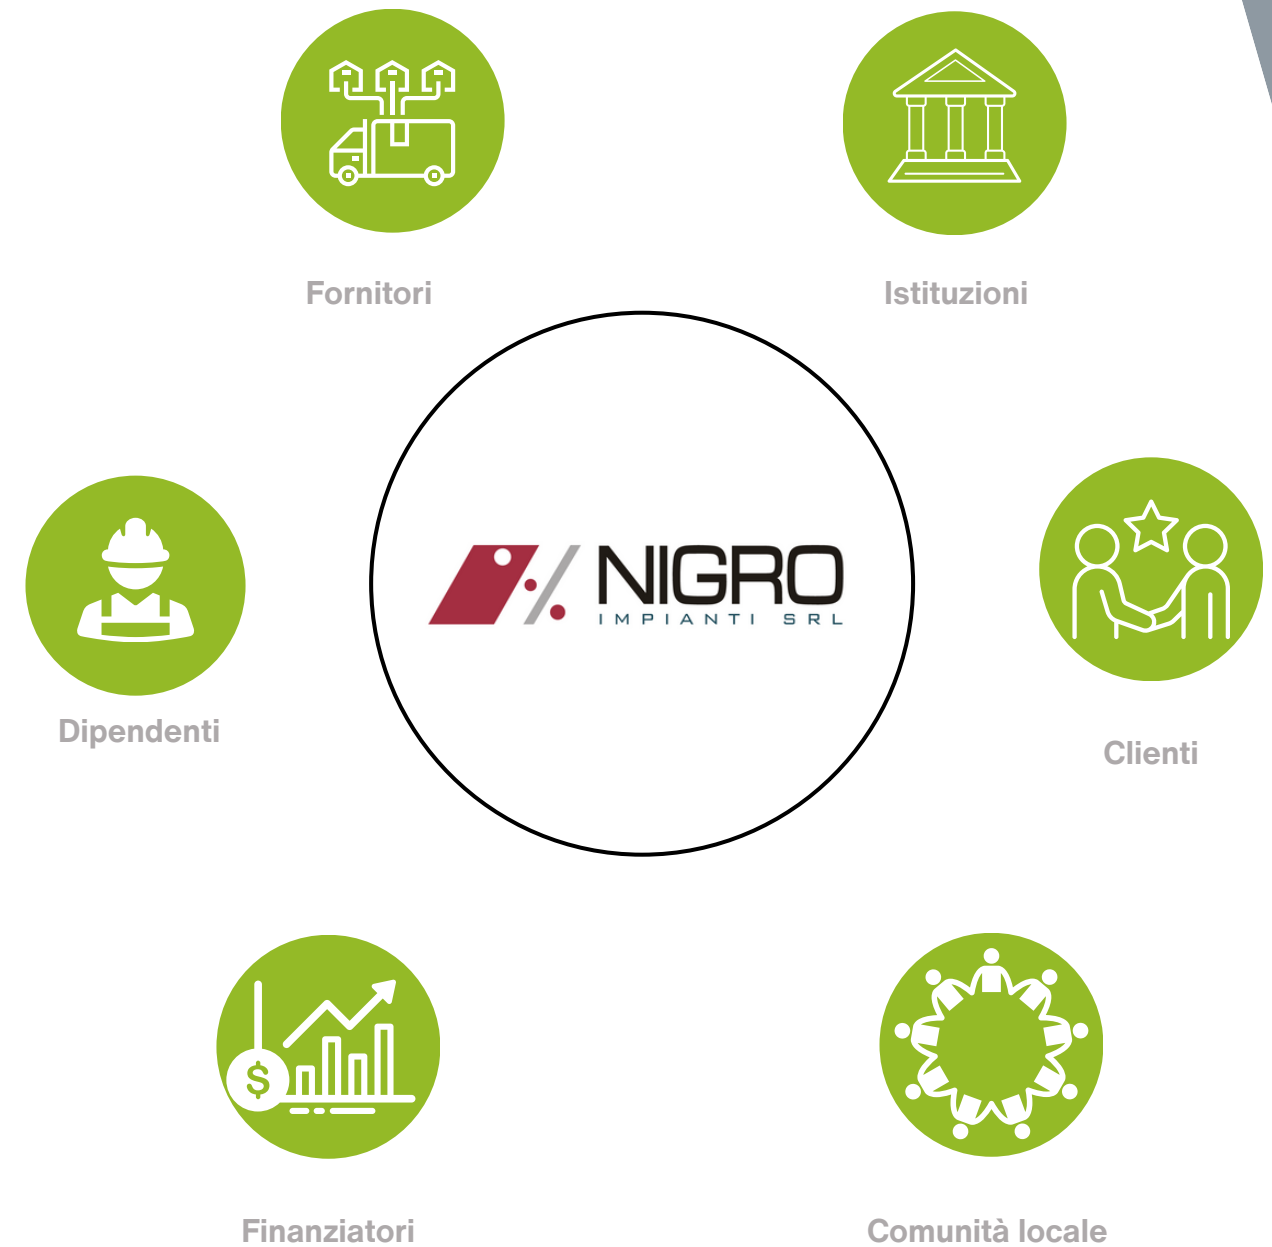 Fornitori
Istituzioni
NIGRO
IMPIANTI SRL
Dipendenti
Clienti
$
Finanziatori
Comunità locale